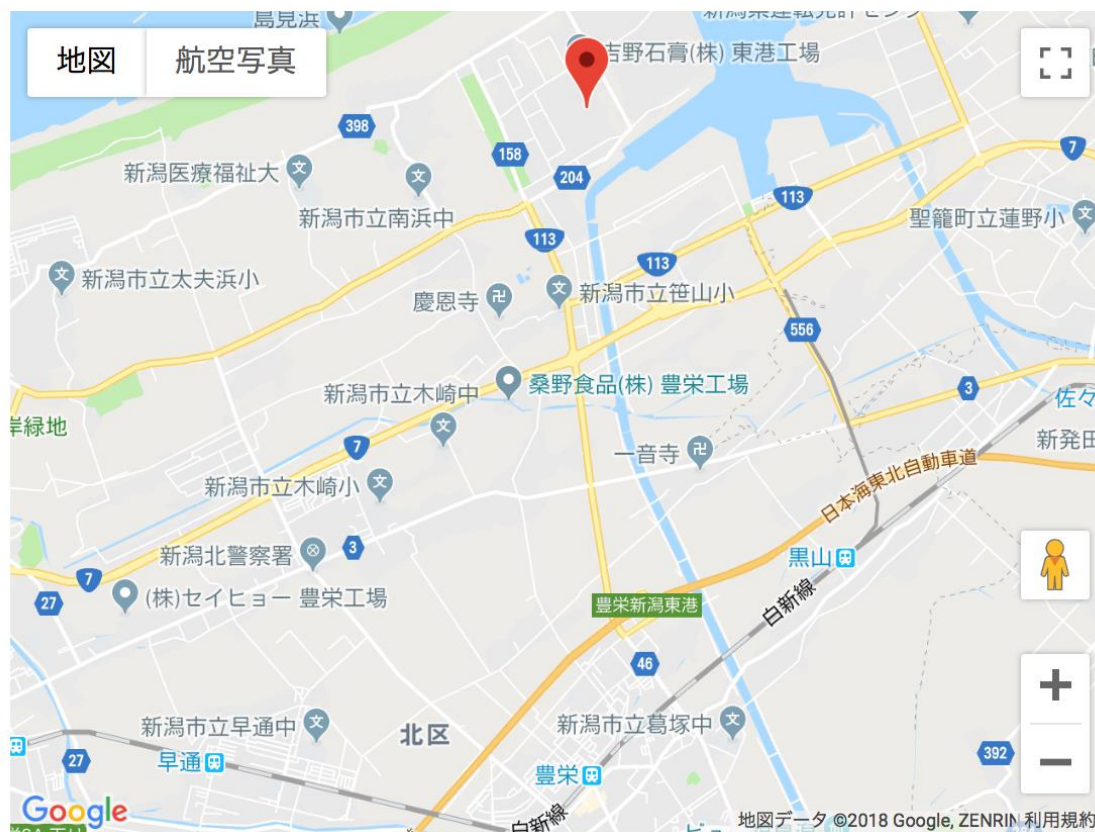 島見浜
地図
航空写真
吉野石膏(株) 東港工場
398
158
7
新潟医療福祉大
204
新潟市立南浜中
113
聖籠町立蓮野小
113
113
新潟市立太夫浜小
慶恩寺
新潟市立笹山小
556
新潟市立木崎中
桑野食品(株) 豊栄工場
3
佐々
岸緑地
7
一音寺
新発田
日本海東北自動車道
新潟市立木崎小
新潟北警察署
3
黒山
7
27
(株)セイヒョー 豊栄工場
豊栄新潟東港
白新線
46
新潟市立早通中
北区
新潟市立葛塚中
392
27
早通
豊栄
Google
白新線
地図データ ©2018 Google, ZENRIN 利用規約